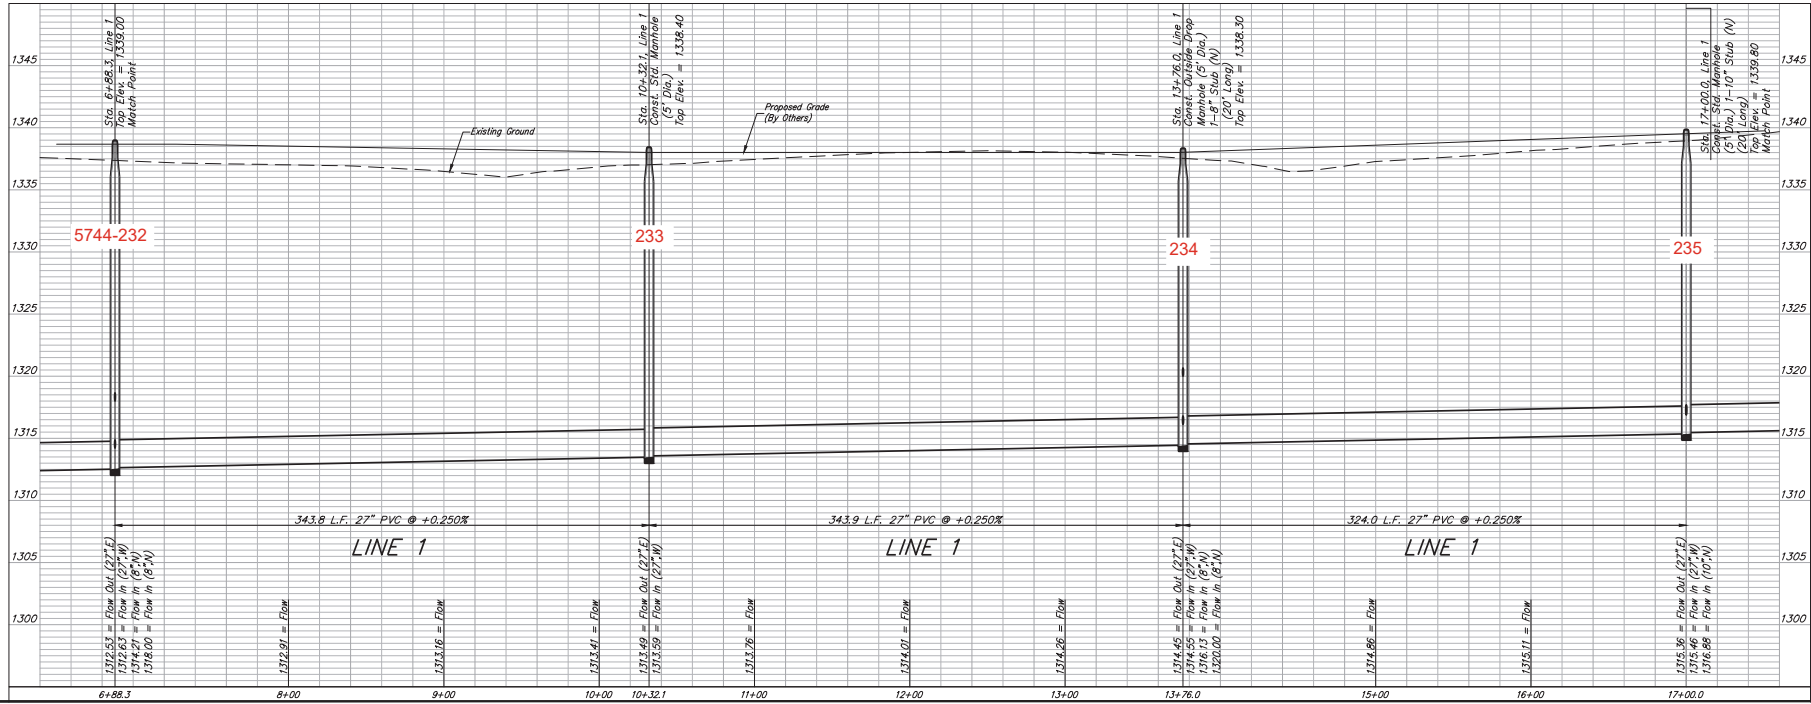 Sta. 6+88.3, Line 1
Top Elev. = 1339.00
Match Point
Sta. 10+32.1, Line 1
Const. Std. Manhole
(5' Dia.)
Top Elev. = 1338.40
Sta. 13+76.0, Line 1
Const. Outside Drop
Manhole (5' Dia.)
1-8" Stub (N)
(20' Long)
Top Elev. = 1338.30
Sta. 17+00.0, Line 1
Const. Std. Manhole
(5' Dia.) 1-10" Stub (N)
(20' Long)
Top Elev. = 1339.80
Match Point
1345
1340
1335
1330
1325
1320
1315
1310
1305
1300
1345
1340
1335
1330
1325
1320
1315
1310
1305
1300
Existing Ground
Proposed Grade
(By Others)
5744-232
233
234
235
343.8 L.F. 27" PVC @ +0.250%
343.9 L.F. 27" PVC @ +0.250%
324.0 L.F. 27" PVC @ +0.250%
LINE 1
LINE 1
LINE 1
1312.53 = Flow Out (27",E)
1312.63 = Flow In (27",W)
1314.21 = Flow In (8",N)
1318.00 = Flow In (8",N)
1312.91 = Flow
1313.16 = Flow
1313.41 = Flow
1313.49 = Flow Out (27",E)
1313.59 = Flow In (27",W)
1313.76 = Flow
1314.01 = Flow
1314.26 = Flow
1314.45 = Flow Out (27",E)
1314.55 = Flow In (27",W)
1316.13 = Flow In (8",N)
1320.00 = Flow In (8",N)
1314.86 = Flow
1315.11 = Flow
1315.36 = Flow Out (27",E)
1315.46 = Flow In (27",W)
1316.88 = Flow In (10",N)
6+88.3
8+00
9+00
10+00
10+32.1
11+00
12+00
13+00
13+76.0
15+00
16+00
17+00.0